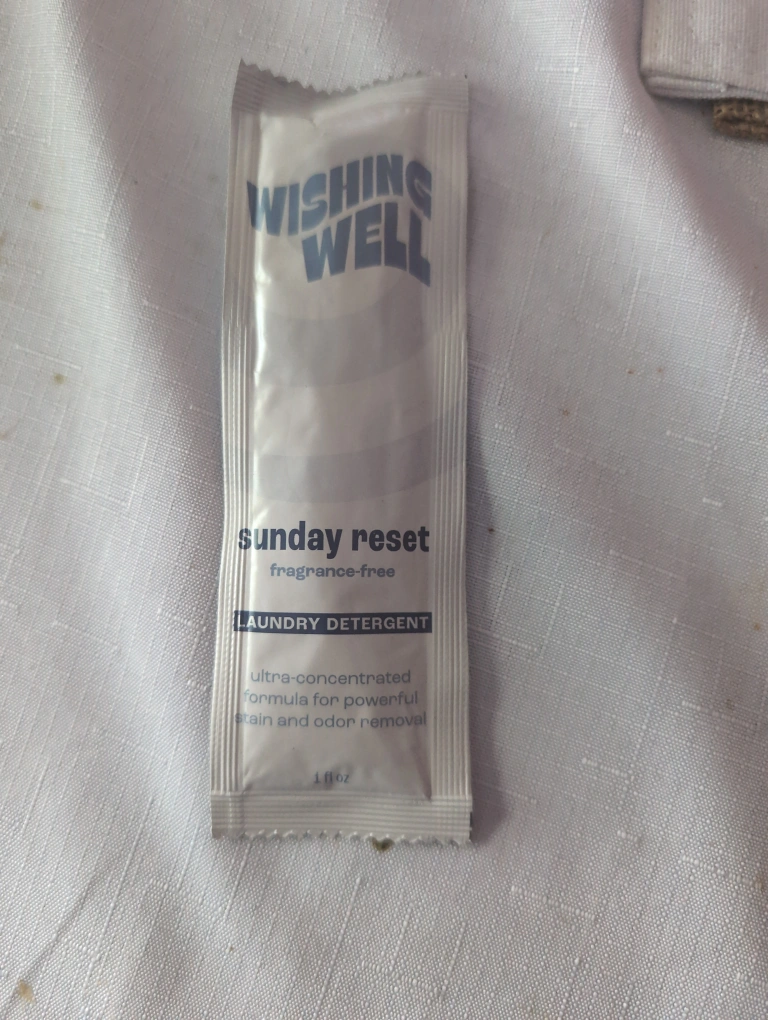 WISHING
WELL
sunday reset
fragrance-free
LAUNDRY DETERGENT
ultra-concentrated
formula for powerful
stain and odor removal
1 fl oz